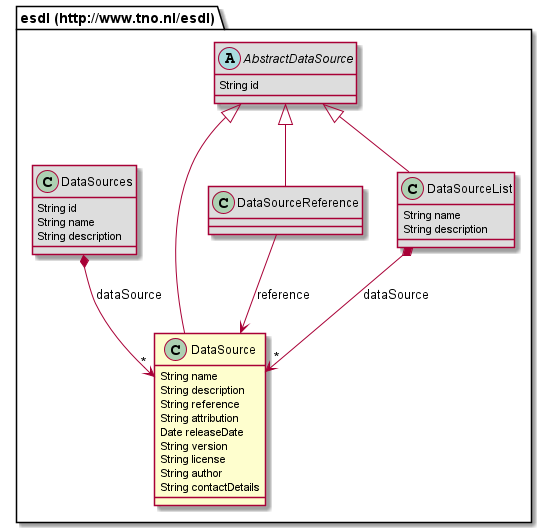 esdl (http://www.tno.nl/esdl)
A AbstractDataSource
String id
C DataSources
String id
String name
String description
C DataSourceReference
C DataSourceList
String name
String description
dataSource
reference
dataSource
*
*
C DataSource
String name
String description
String reference
String attribution
Date releaseDate
String version
String license
String author
String contactDetails